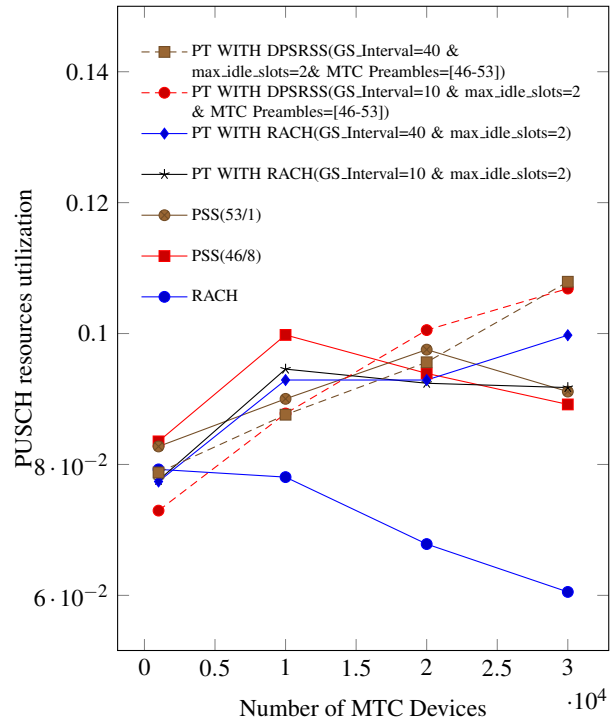 0.14
0.12
0.1
8·10⁻²
6·10⁻²
PUSCH resources utilization
PT WITH DPSRSS(GS_Interval=40 &
max_idle_slots=2& MTC Preambles=[46-53])
PT WITH DPSRSS(GS_Interval=10 & max_idle_slots=2
& MTC Preambles=[46-53])
PT WITH RACH(GS_Interval=40 & max_idle_slots=2)
PT WITH RACH(GS_Interval=10 & max_idle_slots=2)
PSS(53/1)
PSS(46/8)
RACH
0 0.5 1 1.5 2 2.5 3
Number of MTC Devices
·10⁴